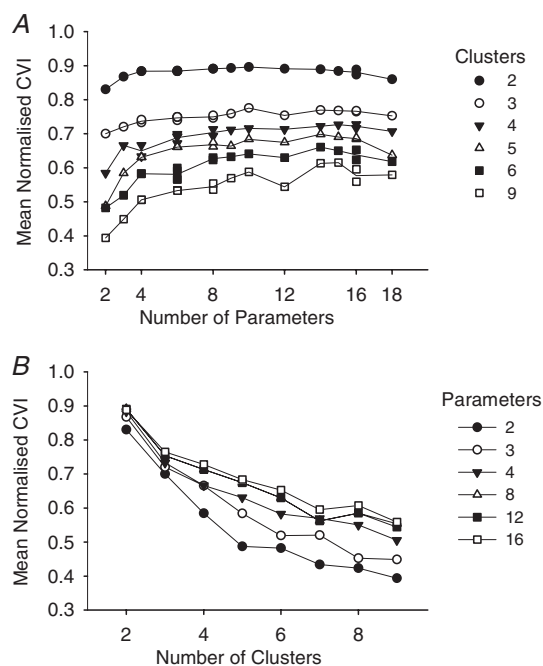 A
1.0
0.9
0.8
0.7
0.6
0.5
0.4
0.3
Mean Normalised CVI
2 4 8 12 16 18
Number of Parameters
Clusters
2
3
4
5
6
9
B
1.0
0.9
0.8
0.7
0.6
0.5
0.4
0.3
Mean Normalised CVI
2 4 6 8
Number of Clusters
Parameters
2
3
4
8
12
16